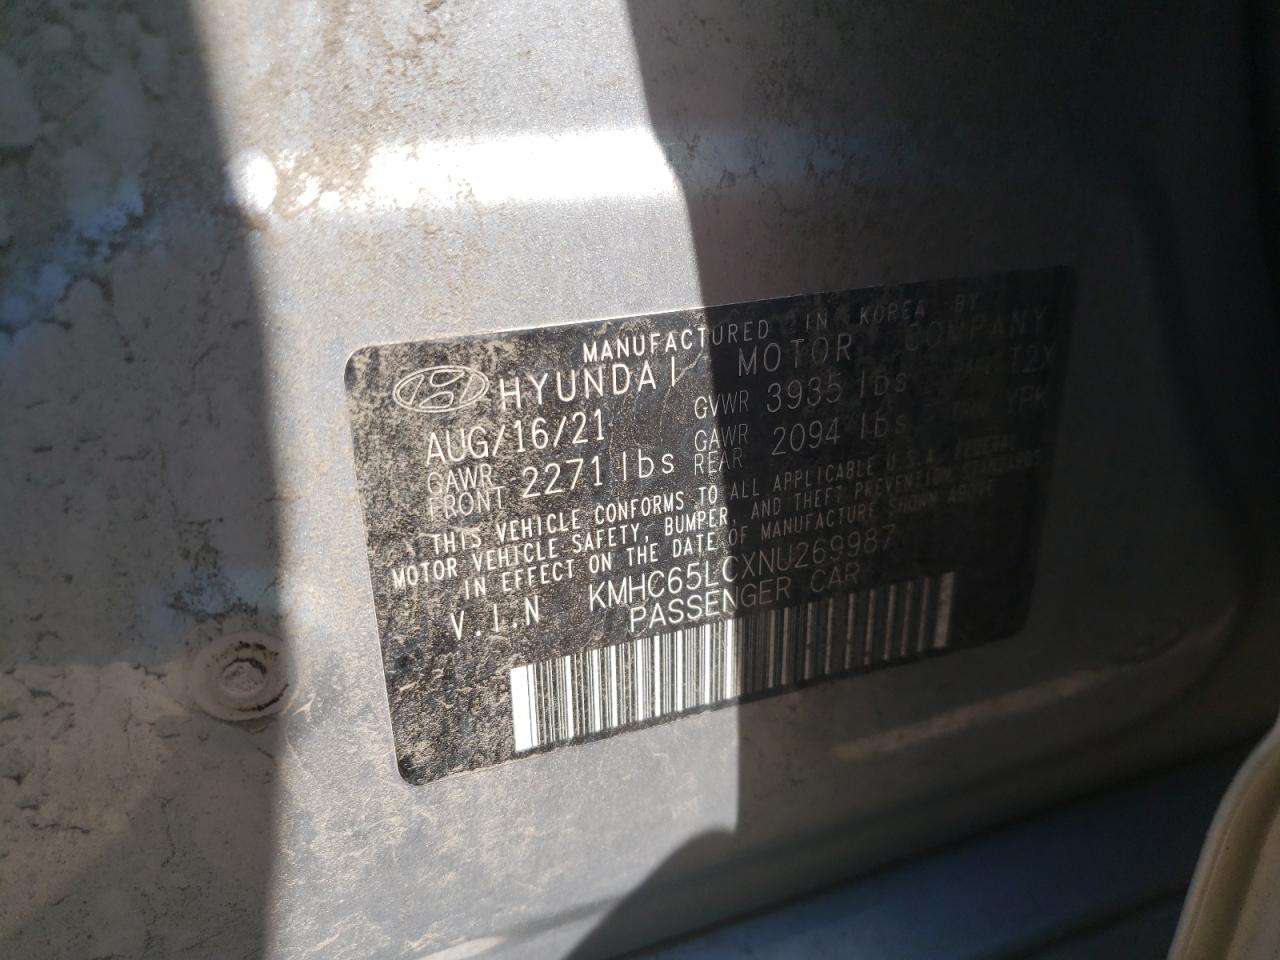 MANUFACTURED IN KOREA BY
HYUNDAI MOTOR COMPANY
AUG/16/21 GVWR 3935 lbs T2X
GAWR FRONT 2271 lbs GAWR REAR 2094 lbs YPK
THIS VEHICLE CONFORMS TO ALL APPLICABLE U.S.A. FEDERAL
MOTOR VEHICLE SAFETY, BUMPER, AND THEFT PREVENTION STANDARDS
IN EFFECT ON THE DATE OF MANUFACTURE SHOWN ABOVE
V.I.N KMHC65LCXNU269987
PASSENGER CAR